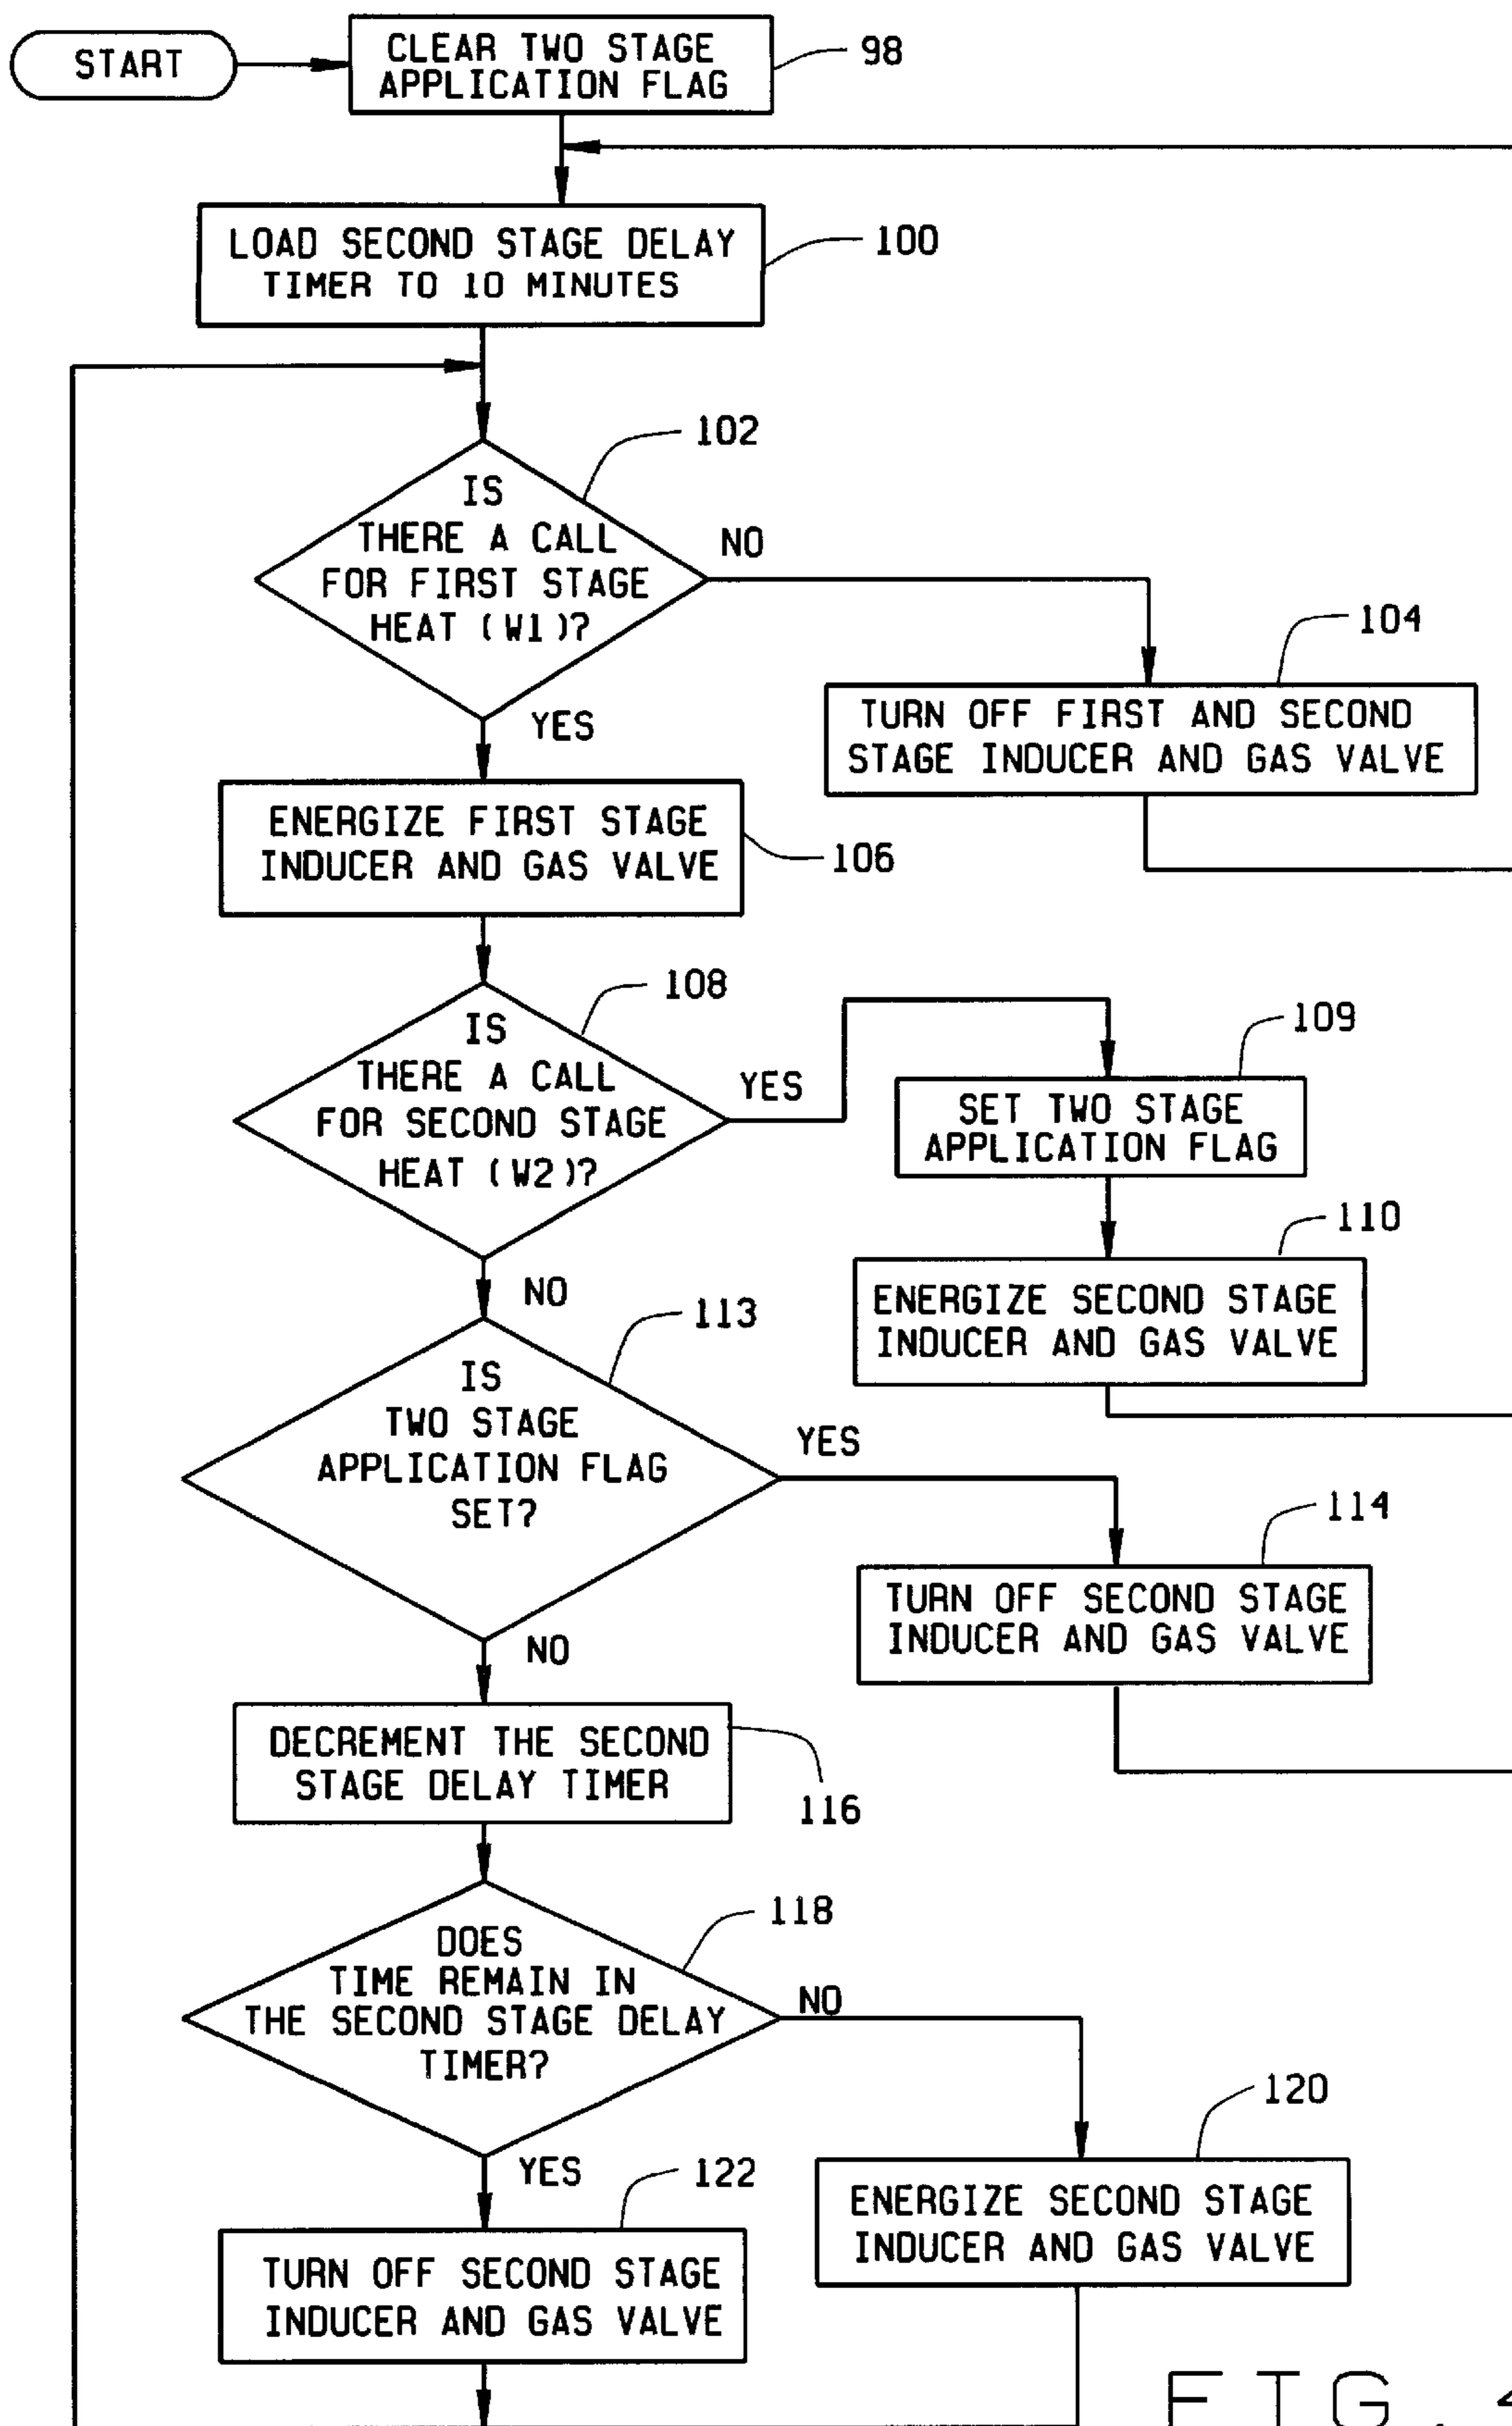 START
CLEAR TWO STAGE
APPLICATION FLAG
98
LOAD SECOND STAGE DELAY
TIMER TO 10 MINUTES
100
102
IS
THERE A CALL
FOR FIRST STAGE
HEAT (W1)?
NO
YES
104
TURN OFF FIRST AND SECOND
STAGE INDUCER AND GAS VALVE
ENERGIZE FIRST STAGE
INDUCER AND GAS VALVE
106
108
IS
THERE A CALL
FOR SECOND STAGE
HEAT (W2)?
YES
NO
109
SET TWO STAGE
APPLICATION FLAG
110
ENERGIZE SECOND STAGE
INDUCER AND GAS VALVE
113
IS
TWO STAGE
APPLICATION FLAG
SET?
YES
NO
114
TURN OFF SECOND STAGE
INDUCER AND GAS VALVE
DECREMENT THE SECOND
STAGE DELAY TIMER
116
118
DOES
TIME REMAIN IN
THE SECOND STAGE DELAY
TIMER?
NO
YES
120
ENERGIZE SECOND STAGE
INDUCER AND GAS VALVE
122
TURN OFF SECOND STAGE
INDUCER AND GAS VALVE
FIG.